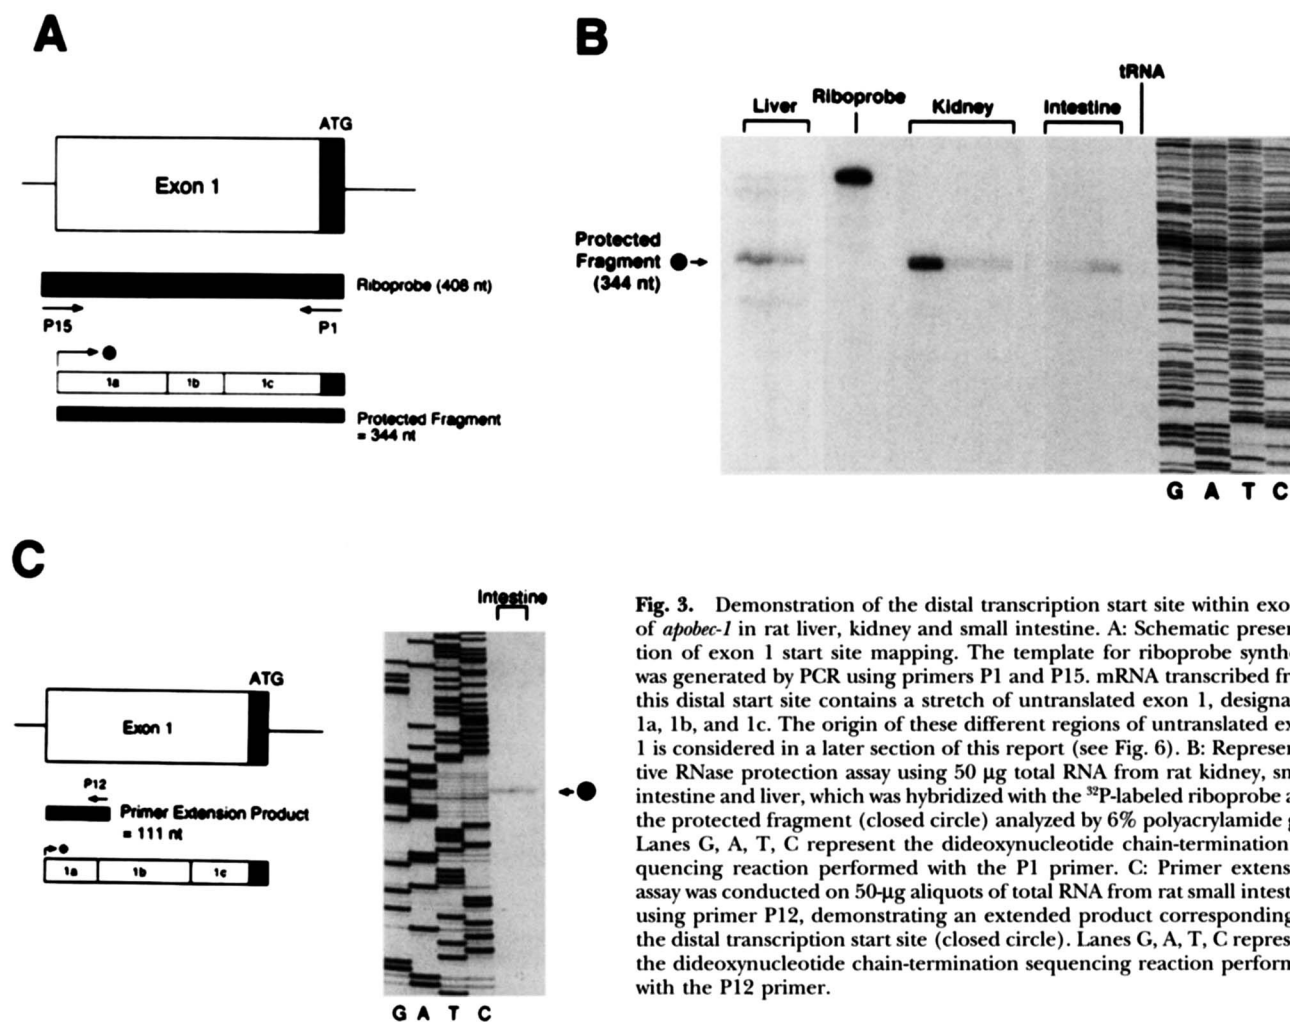 A
ATG
Exon 1
Riboprobe (408 nt)
P15
P1
1a 1b 1c
Protected Fragment
= 344 nt
B
tRNA
Liver Riboprobe Kidney Intestine
Protected
Fragment
(344 nt)
G A T C
C
ATG
Exon 1
P12
Primer Extension Product
= 111 nt
1a 1b 1c
Intestine
G A T C
Fig. 3. Demonstration of the distal transcription start site within exo
of apobec-1 in rat liver, kidney and small intestine. A: Schematic presen
tion of exon 1 start site mapping. The template for riboprobe synthe
was generated by PCR using primers P1 and P15. mRNA transcribed fr
this distal start site contains a stretch of untranslated exon 1, designa
1a, 1b, and 1c. The origin of these different regions of untranslated ex
1 is considered in a later section of this report (see Fig. 6). B: Represen
tive RNase protection assay using 50 µg total RNA from rat kidney, sm
intestine and liver, which was hybridized with the ³²P-labeled riboprobe a
the protected fragment (closed circle) analyzed by 6% polyacrylamide g
Lanes G, A, T, C represent the dideoxynucleotide chain-termination
quencing reaction performed with the P1 primer. C: Primer extens
assay was conducted on 50-µg aliquots of total RNA from rat small intest
using primer P12, demonstrating an extended product corresponding
the distal transcription start site (closed circle). Lanes G, A, T, C repres
the dideoxynucleotide chain-termination sequencing reaction perform
with the P12 primer.